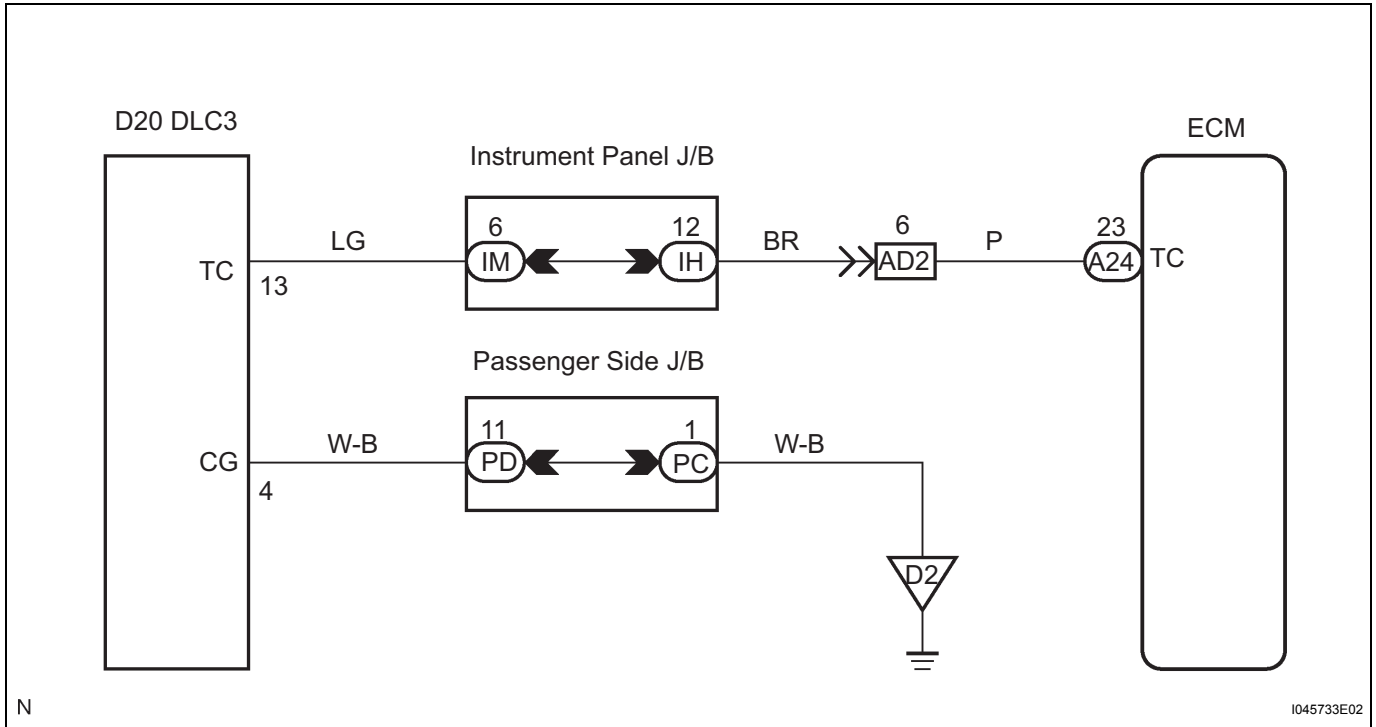 D20 DLC3
ECM
Instrument Panel J/B
6
12
6
23
LG
BR
P
TC
IM
IH
AD2
A24
TC
13
Passenger Side J/B
11
1
W-B
W-B
CG
PD
PC
4
D2
N
I045733E02